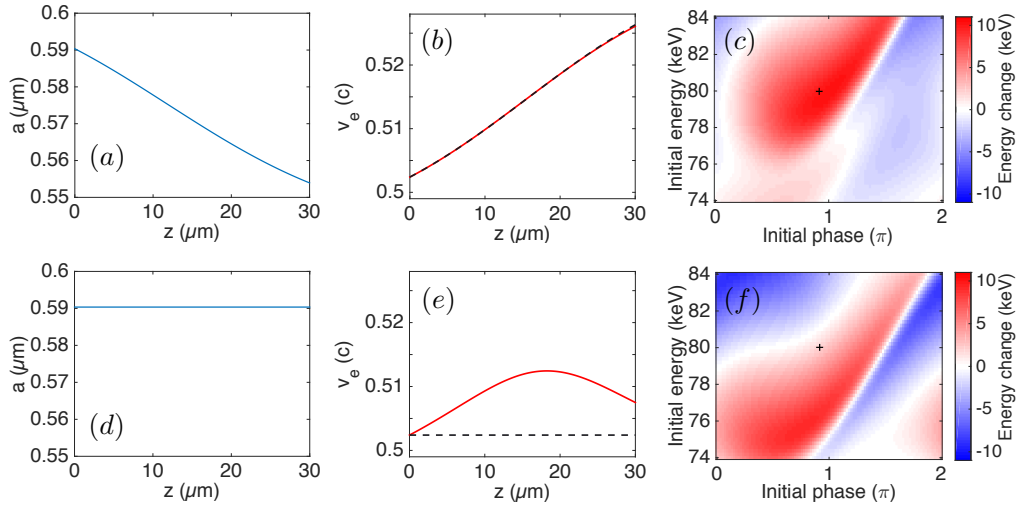 0.6
0.59
0.58
0.57
0.56
0.55
a (µm)
(a)
0 10 20 30
z (µm)
0.52
0.51
0.5
v_e (c)
(b)
0 10 20 30
z (µm)
84
82
80
78
76
74
Initial energy (keV)
(c)
0 1 2
Initial phase (π)
10
5
0
-5
-10
Energy change (keV)
0.6
0.59
0.58
0.57
0.56
0.55
a (µm)
(d)
0 10 20 30
z (µm)
0.52
0.51
0.5
v_e (c)
(e)
0 10 20 30
z (µm)
84
82
80
78
76
74
Initial energy (keV)
(f)
0 1 2
Initial phase (π)
10
5
0
-5
-10
Energy change (keV)